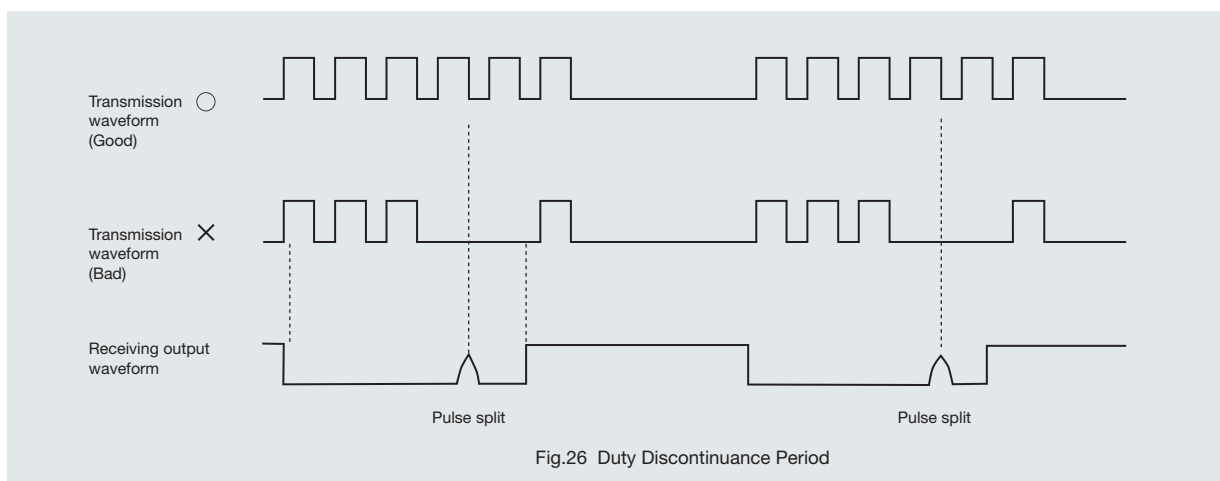 Transmission ○
waveform
(Good)
Transmission ×
waveform
(Bad)
Receiving output
waveform
Pulse split
Pulse split
Fig.26 Duty Discontinuance Period